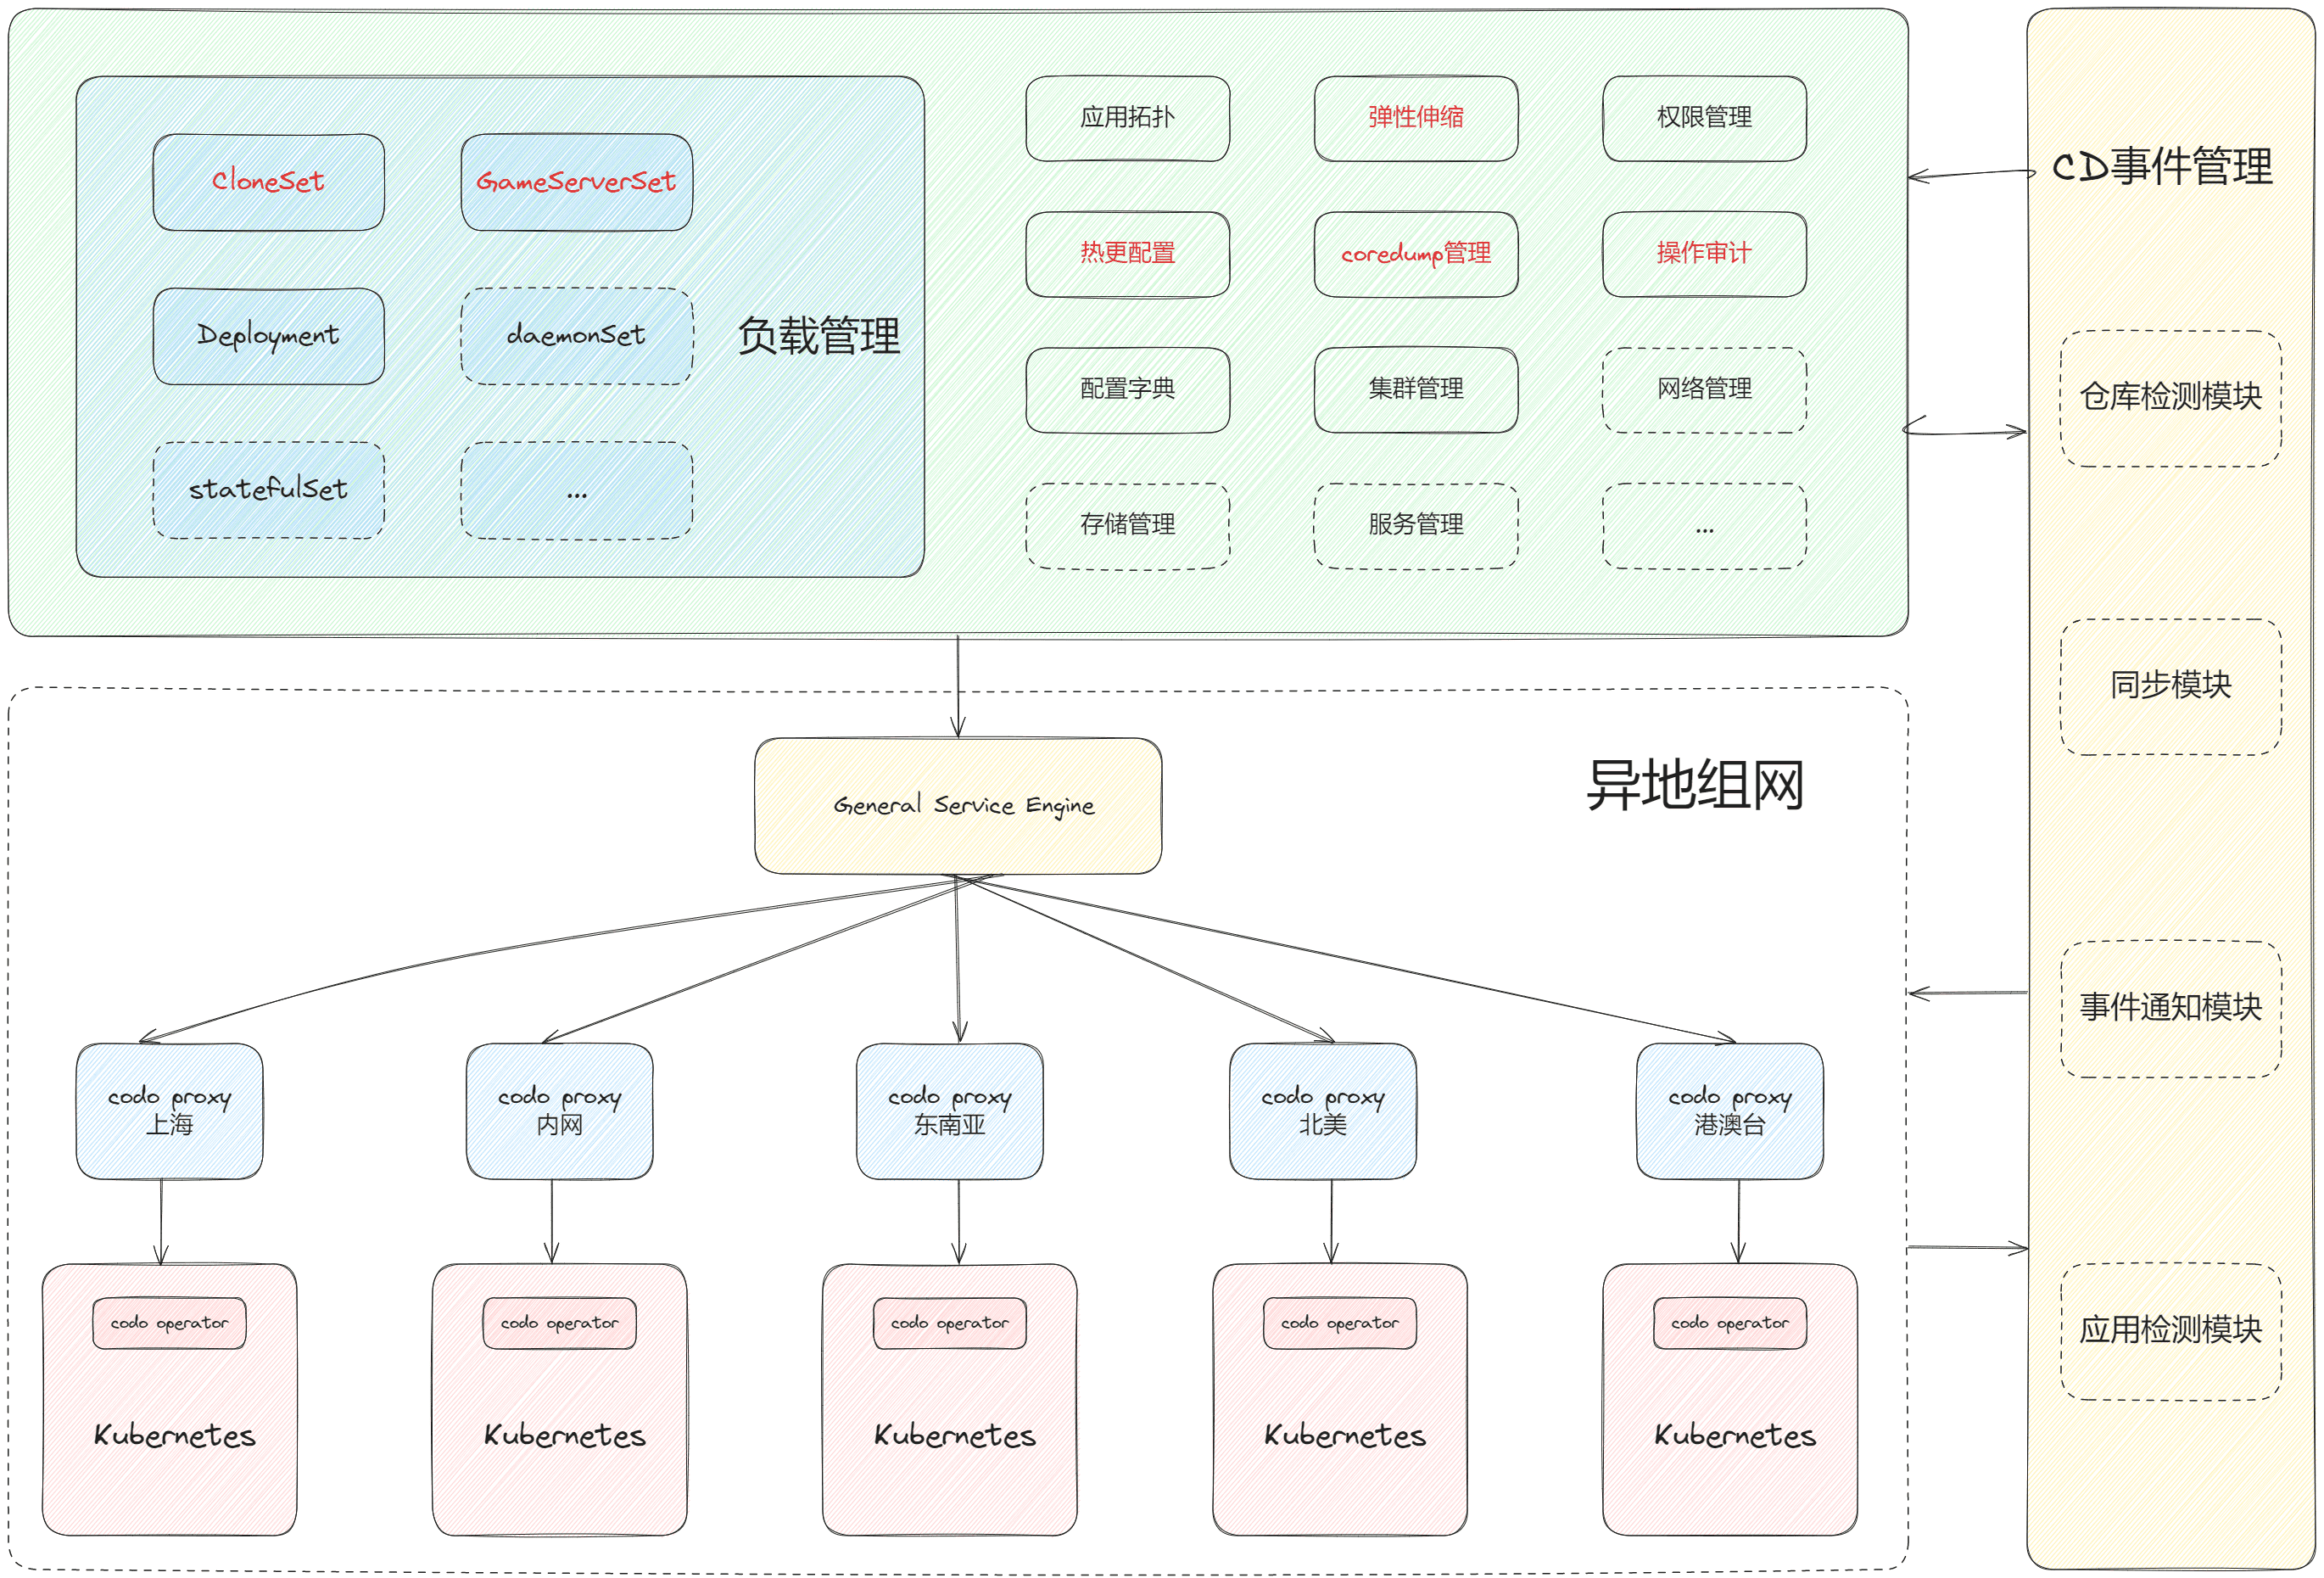 CloneSet
GameServerSet
Deployment
daemonSet
statefulSet
...
负载管理
应用拓扑
弹性伸缩
权限管理
热更配置
coredump管理
操作审计
配置字典
集群管理
网络管理
存储管理
服务管理
...
CD事件管理
仓库检测模块
同步模块
事件通知模块
应用检测模块
General Service Engine
异地组网
codo proxy
上海
codo proxy
内网
codo proxy
东南亚
codo proxy
北美
codo proxy
港澳台
codo operator
Kubernetes
codo operator
Kubernetes
codo operator
Kubernetes
codo operator
Kubernetes
codo operator
Kubernetes